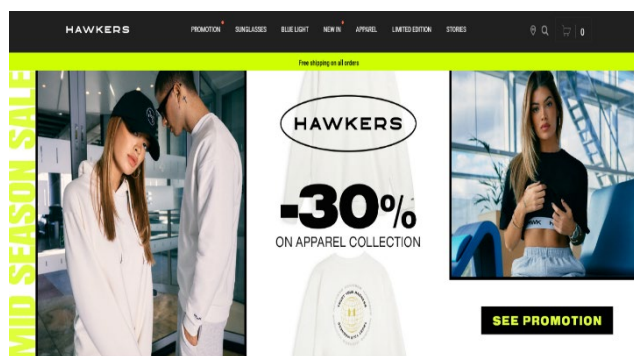 HAWKERS
PROMOTION SUNGLASSES BLUE LIGHT NEW IN APPAREL LIMITED EDITION STORIES
0
Free shipping on all orders
MID SEASON SALE
HAWKERS
-30%
ON APPAREL COLLECTION
SEE PROMOTION